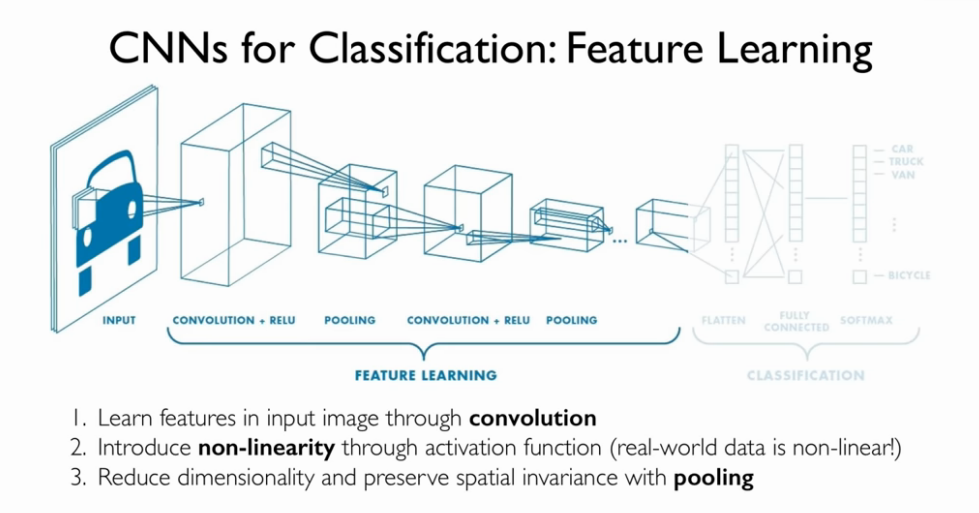 CNNs for Classification: Feature Learning
CAR
TRUCK
VAN
BICYCLE
INPUT
CONVOLUTION + RELU
POOLING
CONVOLUTION + RELU
POOLING
FLATTEN
FULLY
CONNECTED
SOFTMAX
FEATURE LEARNING
CLASSIFICATION
1. Learn features in input image through convolution
2. Introduce non-linearity through activation function (real-world data is non-linear!)
3. Reduce dimensionality and preserve spatial invariance with pooling